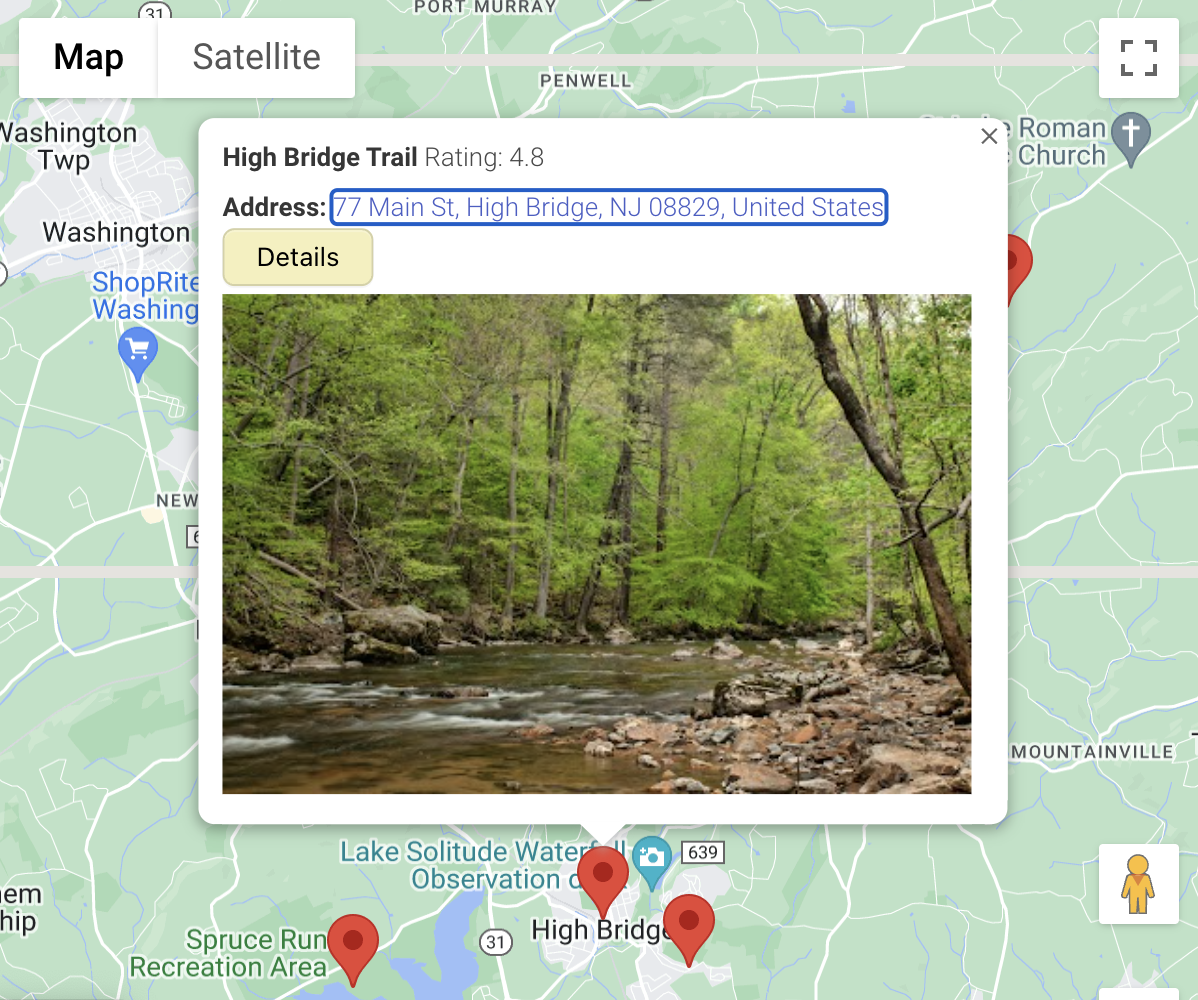 31
PORT MURRAY
Map
Satellite
PENWELL
Washington
Twp
Roman
Church
High Bridge Trail Rating: 4.8
Address: 77 Main St, High Bridge, NJ 08829, United States
Washington
Details
ShopRite
Washing
NEW
6
MOUNTAINVILLE
Lake Solitude Waterfall
Observation d
639
em
hip
High Bridge
31
Spruce Run
Recreation Area